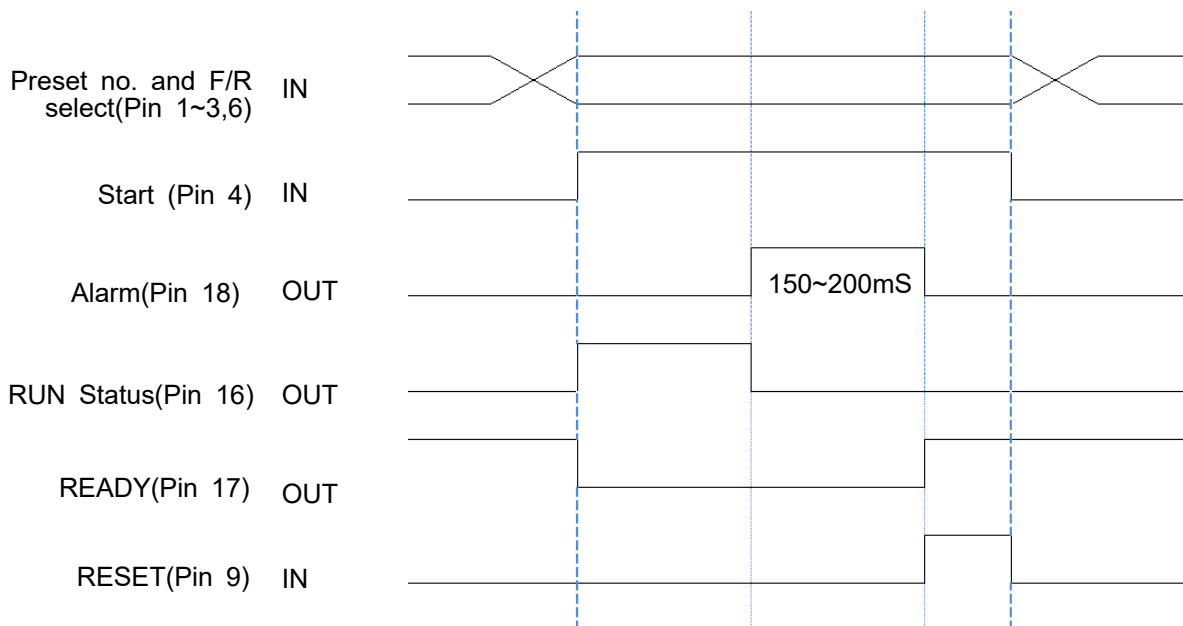 Preset no. and F/R
select(Pin 1~3,6) IN
Start (Pin 4) IN
Alarm(Pin 18) OUT
150~200mS
RUN Status(Pin 16) OUT
READY(Pin 17) OUT
RESET(Pin 9) IN